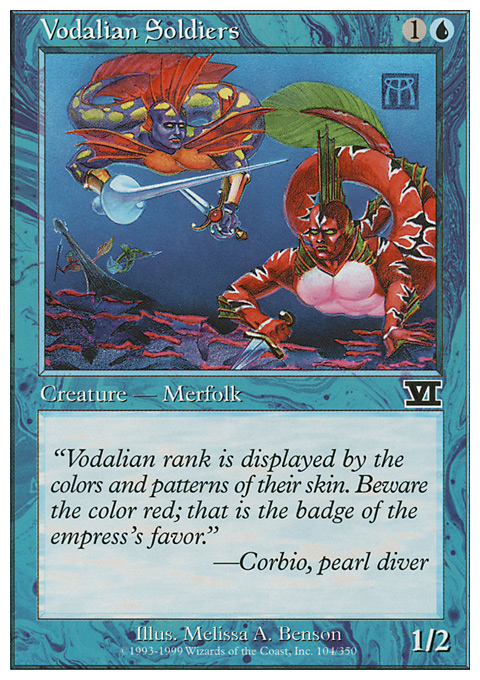 Vodalian Soldiers 1
Creature — Merfolk VI
“Vodalian rank is displayed by the
colors and patterns of their skin. Beware
the color red; that is the badge of the
empress’s favor.”
—Corbio, pearl diver
Illus. Melissa A. Benson
©1993-1999 Wizards of the Coast, Inc. 104/350
1/2